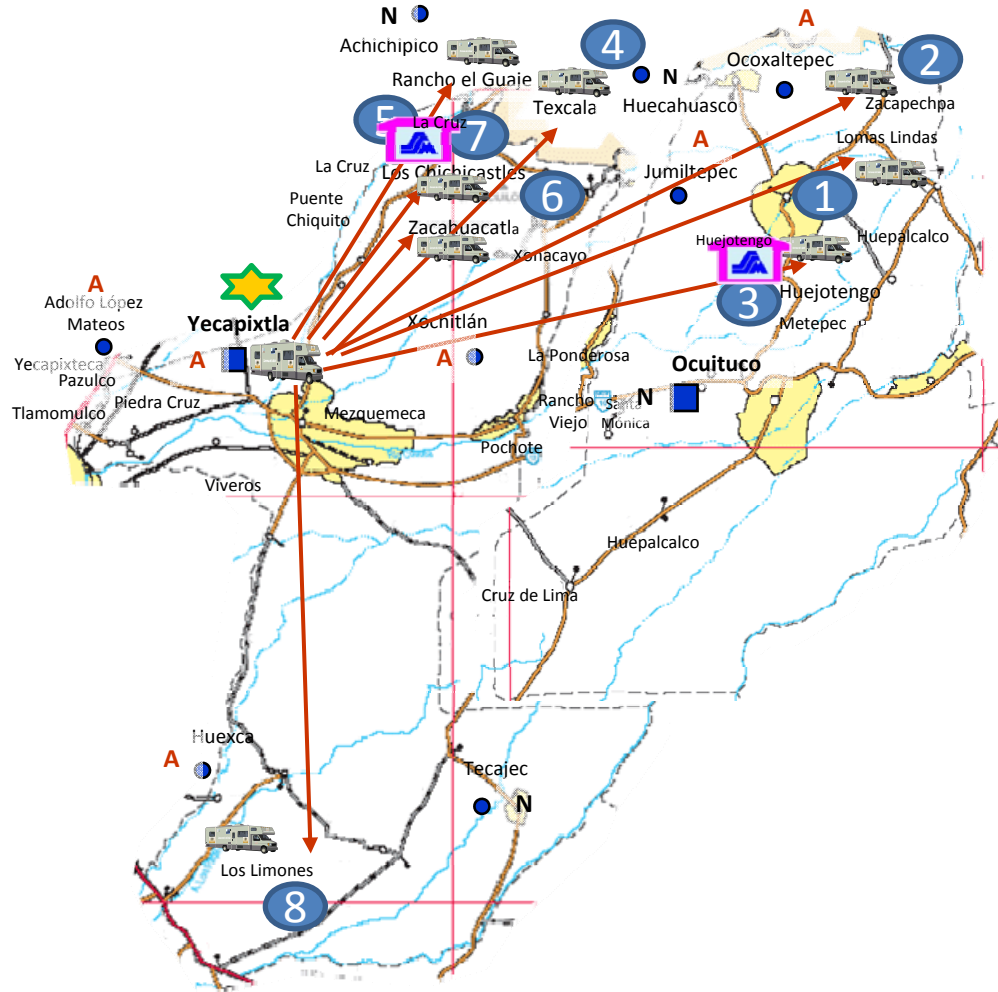 A
N
Achichipico
4
2
Ocoxaltepec
Rancho el Guaje
N
Texcala
Huecahuasco
Zacapechpa
5
La Cruz
7
A
Lomas Lindas
La Cruz
Los Chichicastles
Jumiltepec
6
1
Puente
Chiquito
Zacahuacatla
Huepalcalco
Xonacayo
Huejotengo
A
Huejotengo
3
Adolfo López
Mateos
Metepec
Yecapixtla
Xochitlán
A
A
La Ponderosa
Yecapixteca
Pazulco
Ocuituco
N
Tlamomulco
Piedra Cruz
Mezquemeca
Rancho
Viejo
Santa
Mónica
Pochote
Viveros
Huepalcalco
Cruz de Lima
Huexca
A
Tecajec
N
Los Limones
8